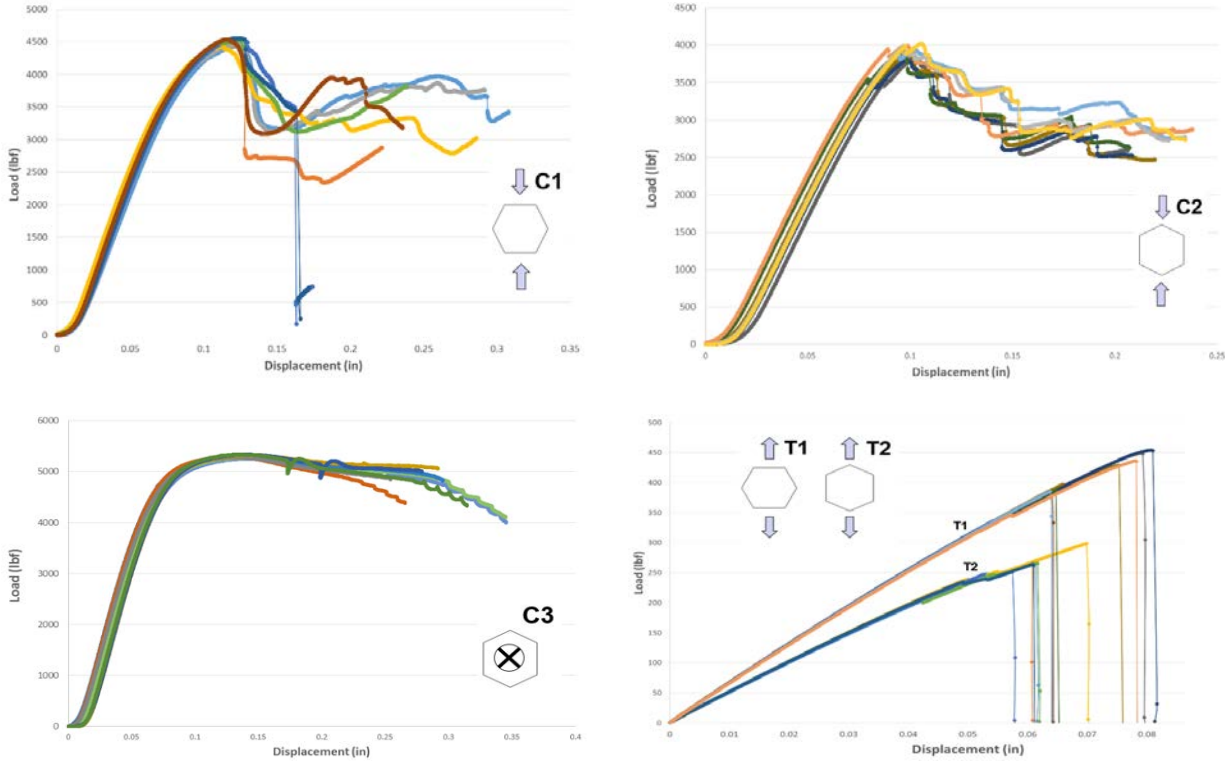 5000
4500
4000
3500
3000
2500
2000
1500
1000
500
0
Load (lbf)
0 0.05 0.1 0.15 0.2 0.25 0.3 0.35
Displacement (in)
C1
4500
4000
3500
3000
2500
2000
1500
1000
500
0
Load (lbf)
0 0.05 0.1 0.15 0.2 0.25
Displacement (in)
C2
6000
5000
4000
3000
2000
1000
0
Load (lbf)
0 0.05 0.1 0.15 0.2 0.25 0.3 0.35 0.4
Displacement (in)
C3
500
450
400
350
300
250
200
150
100
50
0
Load (lbf)
T1 T2
T1
T2
0 0.01 0.02 0.03 0.04 0.05 0.06 0.07 0.08
Displacement (in)